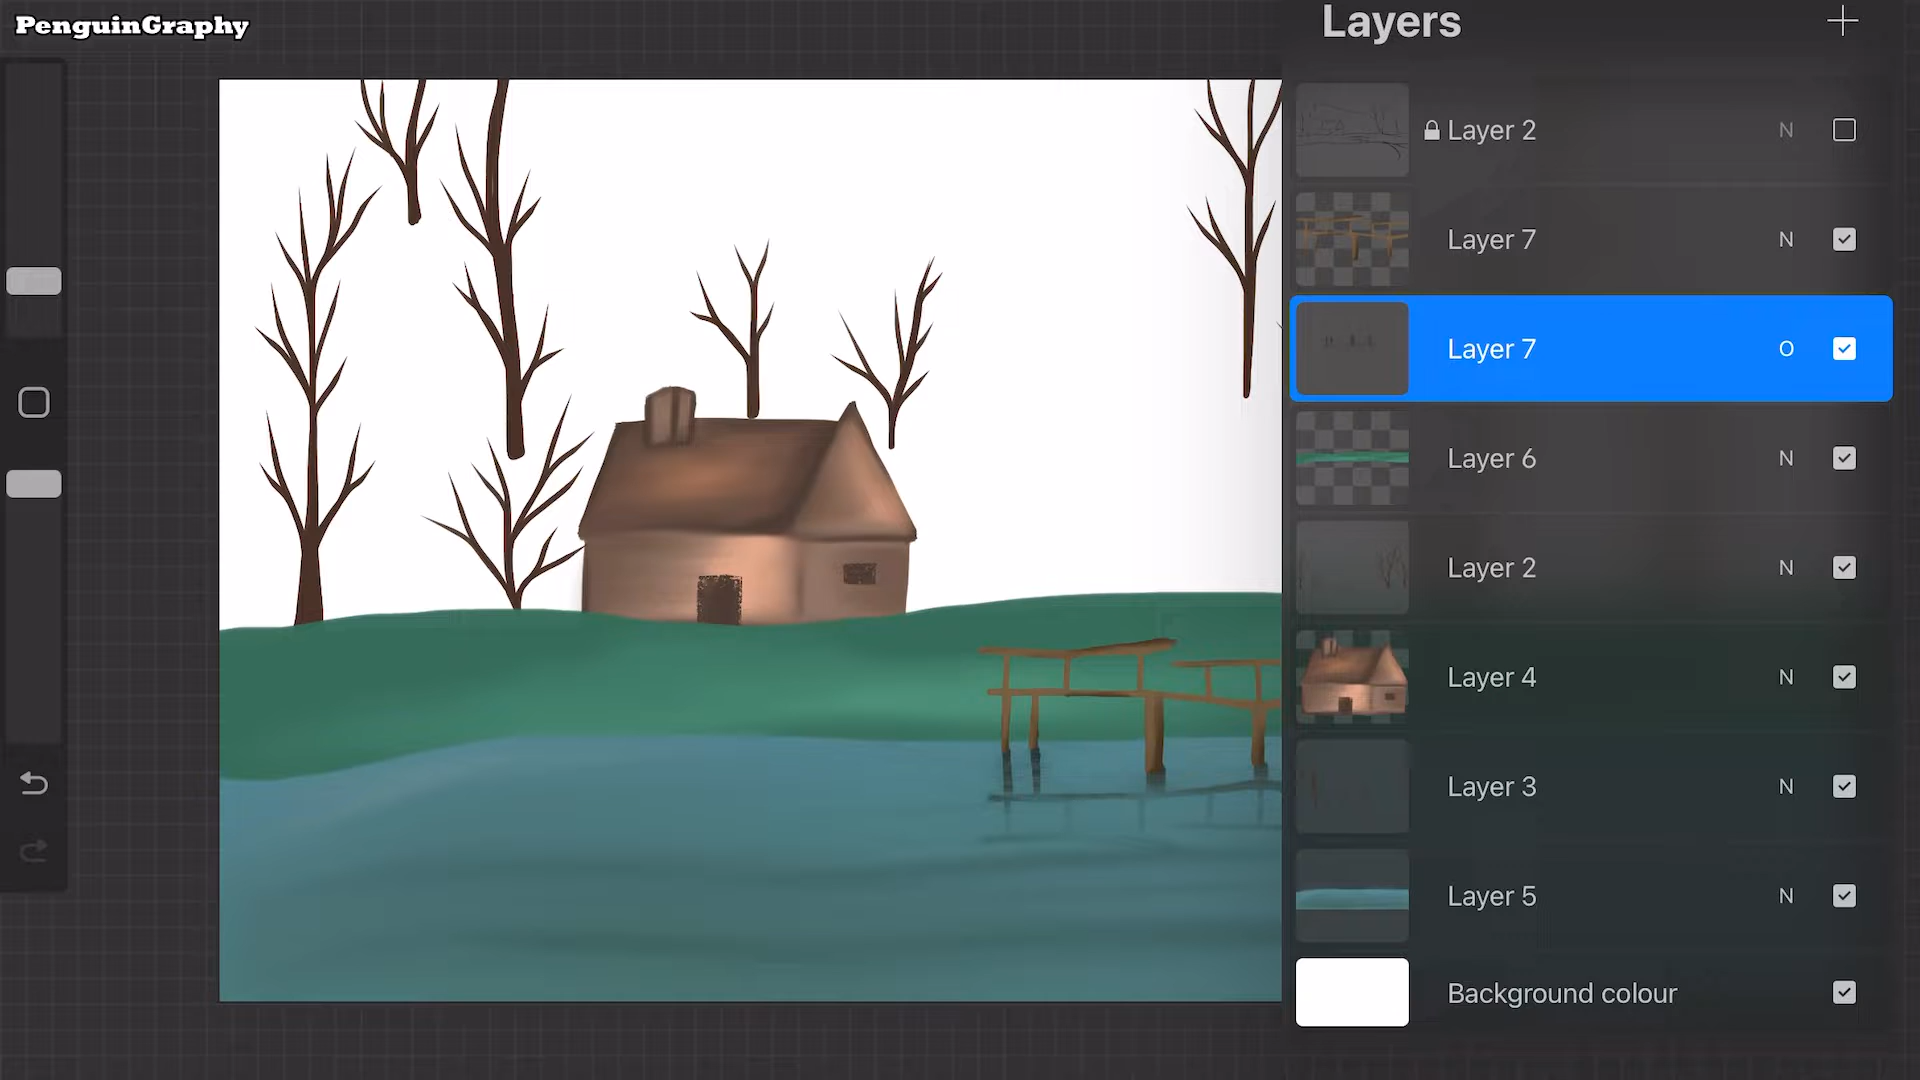 PenguinGraphy
Layers
Layer 2 N
Layer 7 N
Layer 7 O
Layer 6 N
Layer 2 N
Layer 4 N
Layer 3 N
Layer 5 N
Background colour